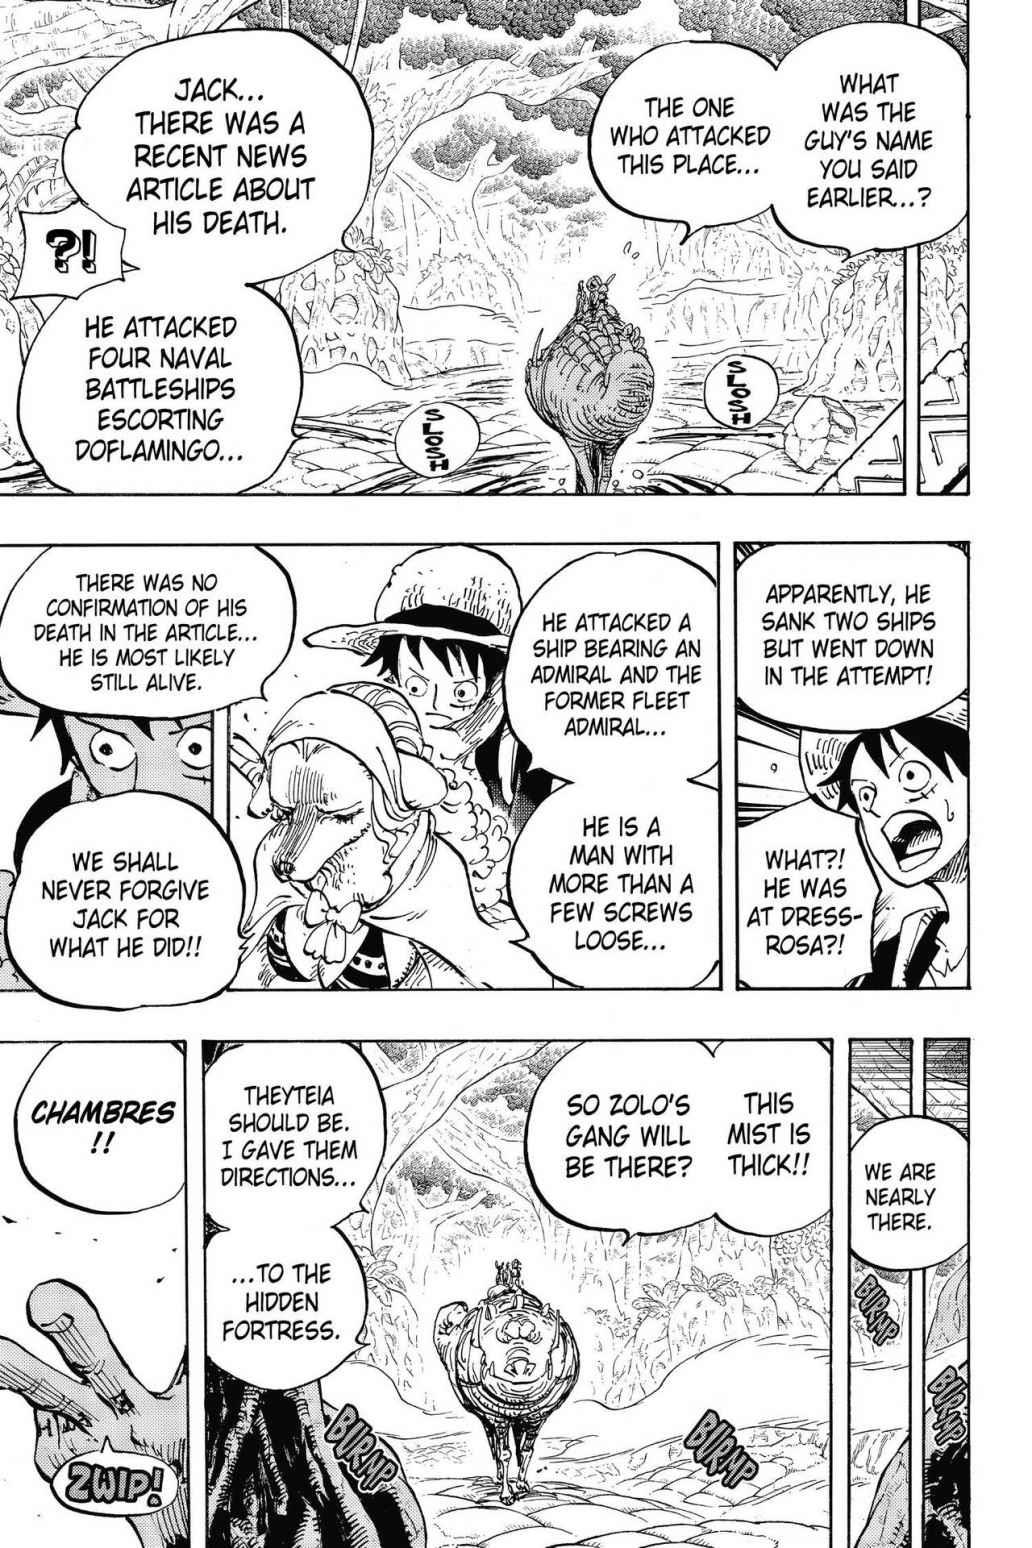 WHAT
WAS THE
GUY'S NAME
YOU SAID
EARLIER...?
THE ONE
WHO ATTACKED
THIS PLACE...
JACK...
THERE WAS A
RECENT NEWS
ARTICLE ABOUT
HIS DEATH.
?!
HE ATTACKED
FOUR NAVAL
BATTLESHIPS
ESCORTING
DOFLAMINGO...
SLOSH
SLOSH
APPARENTLY, HE
SANK TWO SHIPS
BUT WENT DOWN
IN THE ATTEMPT!
WHAT?!
HE WAS
AT DRESS-
ROSA?!
HE ATTACKED A
SHIP BEARING AN
ADMIRAL AND THE
FORMER FLEET
ADMIRAL...
HE IS A
MAN WITH
MORE THAN A
FEW SCREWS
LOOSE...
THERE WAS NO
CONFIRMATION OF HIS
DEATH IN THE ARTICLE...
HE IS MOST LIKELY
STILL ALIVE.
WE SHALL
NEVER FORGIVE
JACK FOR
WHAT HE DID!!
WE ARE
NEARLY
THERE.
BURMP
BURMP
THIS
MIST IS
THICK!!
SO ZOLO'S
GANG WILL
BE THERE?
BURMP
BURMP
THEYTEIA
SHOULD BE.
I GAVE THEM
DIRECTIONS...
...TO THE
HIDDEN
FORTRESS.
CHAMBRES
!!
ZWIP!